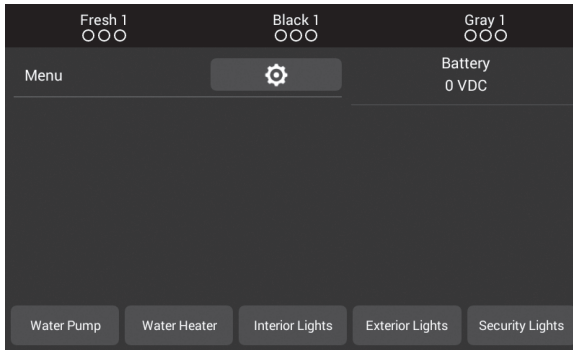 Fresh 1
Black 1
Gray 1
Menu
Battery
0 VDC
Water Pump
Water Heater
Interior Lights
Exterior Lights
Security Lights